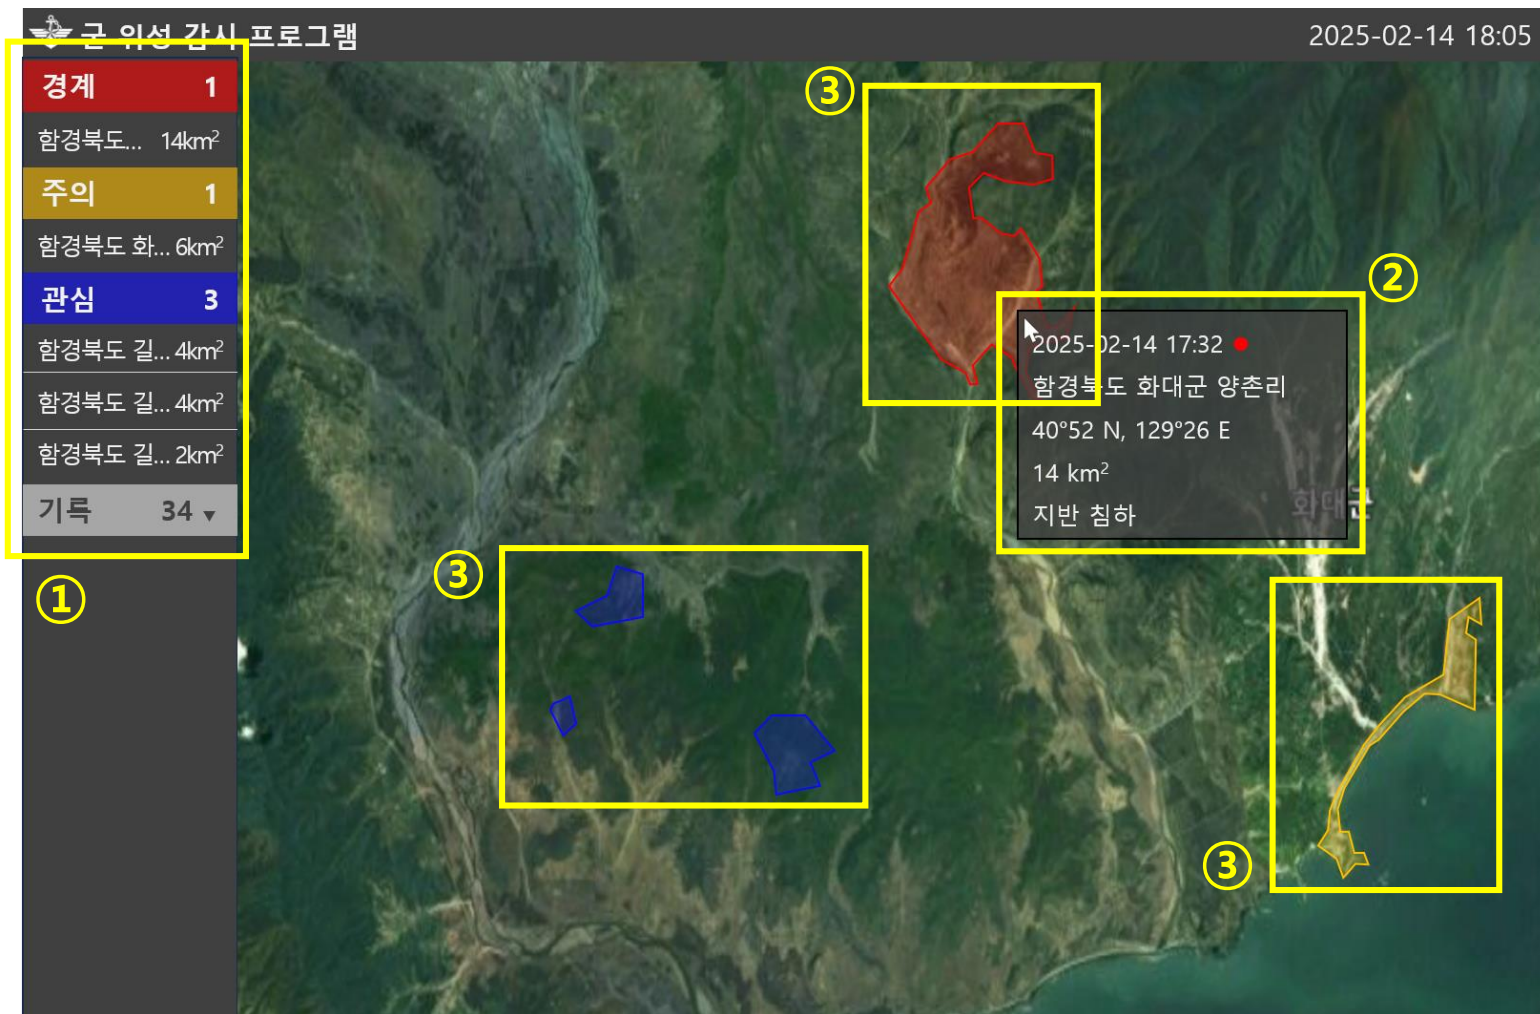 군 위성 감시 프로그램
2025-02-14 18:05
경계 1
함경북도... 14km²
주의 1
함경북도 화... 6km²
관심 3
함경북도 길... 4km²
함경북도 길... 4km²
함경북도 길... 2km²
기록 34 ▼
①
③
②
2025-02-14 17:32
함경북도 화대군 양촌리
40°52 N, 129°26 E
14 km²
지반 침하
화대군
③
③